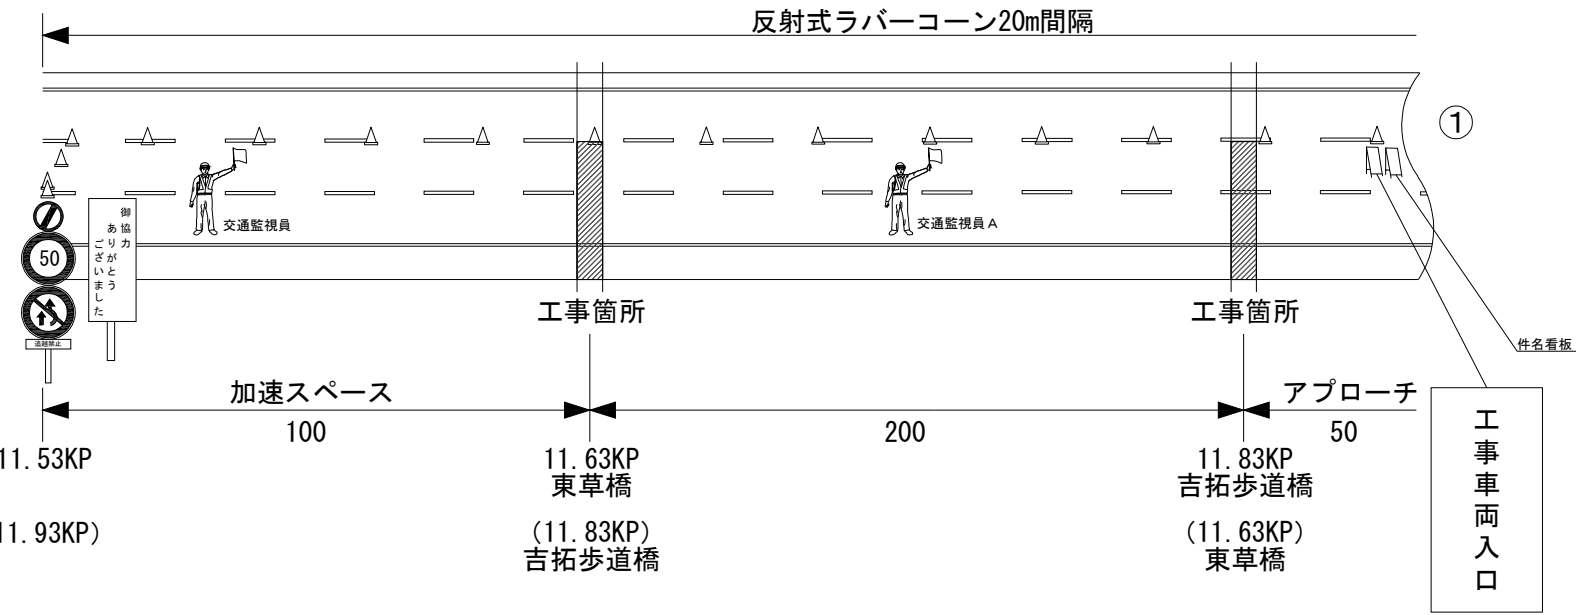 反射式ラバーコーン20m間隔
①
交通監視員
交通監視員A
50
追越禁止
御協力
ありがとう
ございました
工事箇所
工事箇所
件名看板
加速スペース
アプローチ
100
200
50
11.53KP
11.63KP
東草橋
11.83KP
吉拓歩道橋
11.93KP)
(11.83KP)
吉拓歩道橋
(11.63KP)
東草橋
工事車両入口